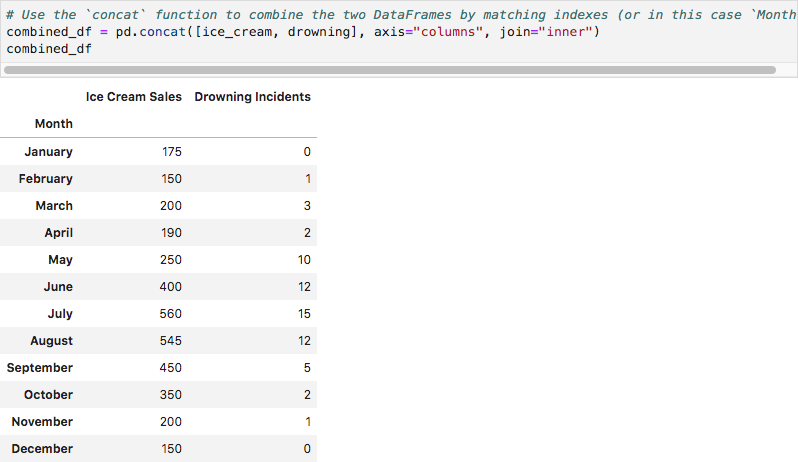 # Use the `concat` function to combine the two DataFrames by matching indexes (or in this case `Month
combined_df = pd.concat([ice_cream, drowning], axis="columns", join="inner")
combined_df
Ice Cream Sales Drowning Incidents
Month
January 175 0
February 150 1
March 200 3
April 190 2
May 250 10
June 400 12
July 560 15
August 545 12
September 450 5
October 350 2
November 200 1
December 150 0